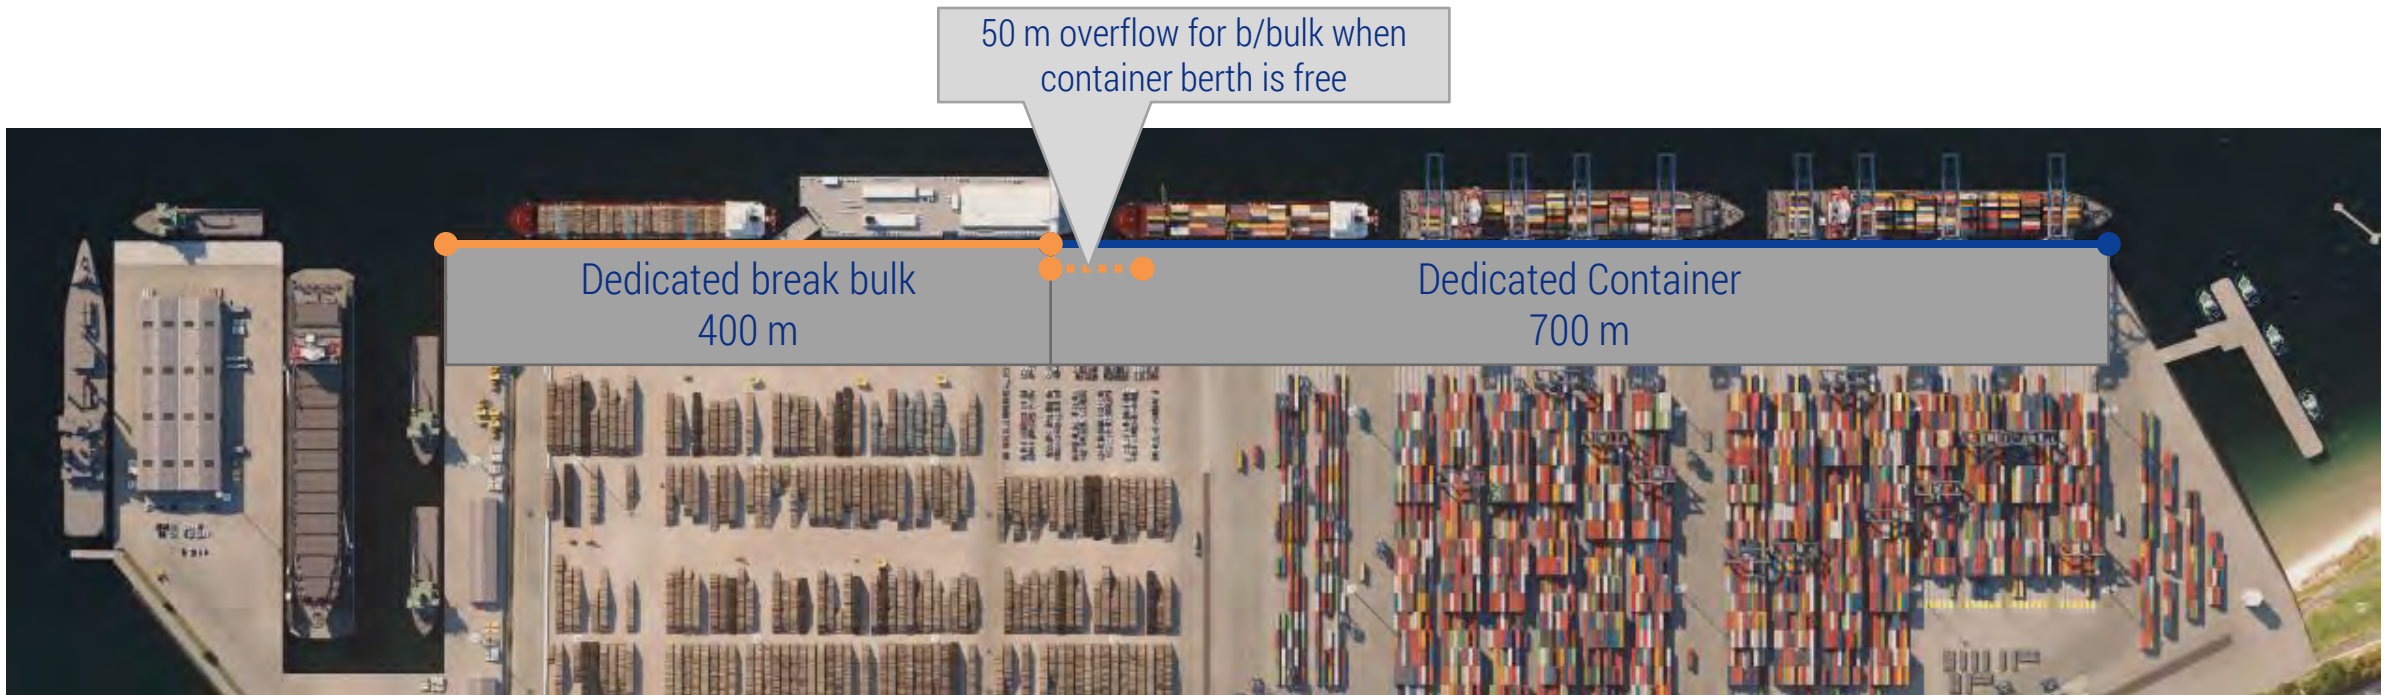 50 m overflow for b/bulk when
container berth is free
Dedicated break bulk
400 m
Dedicated Container
700 m